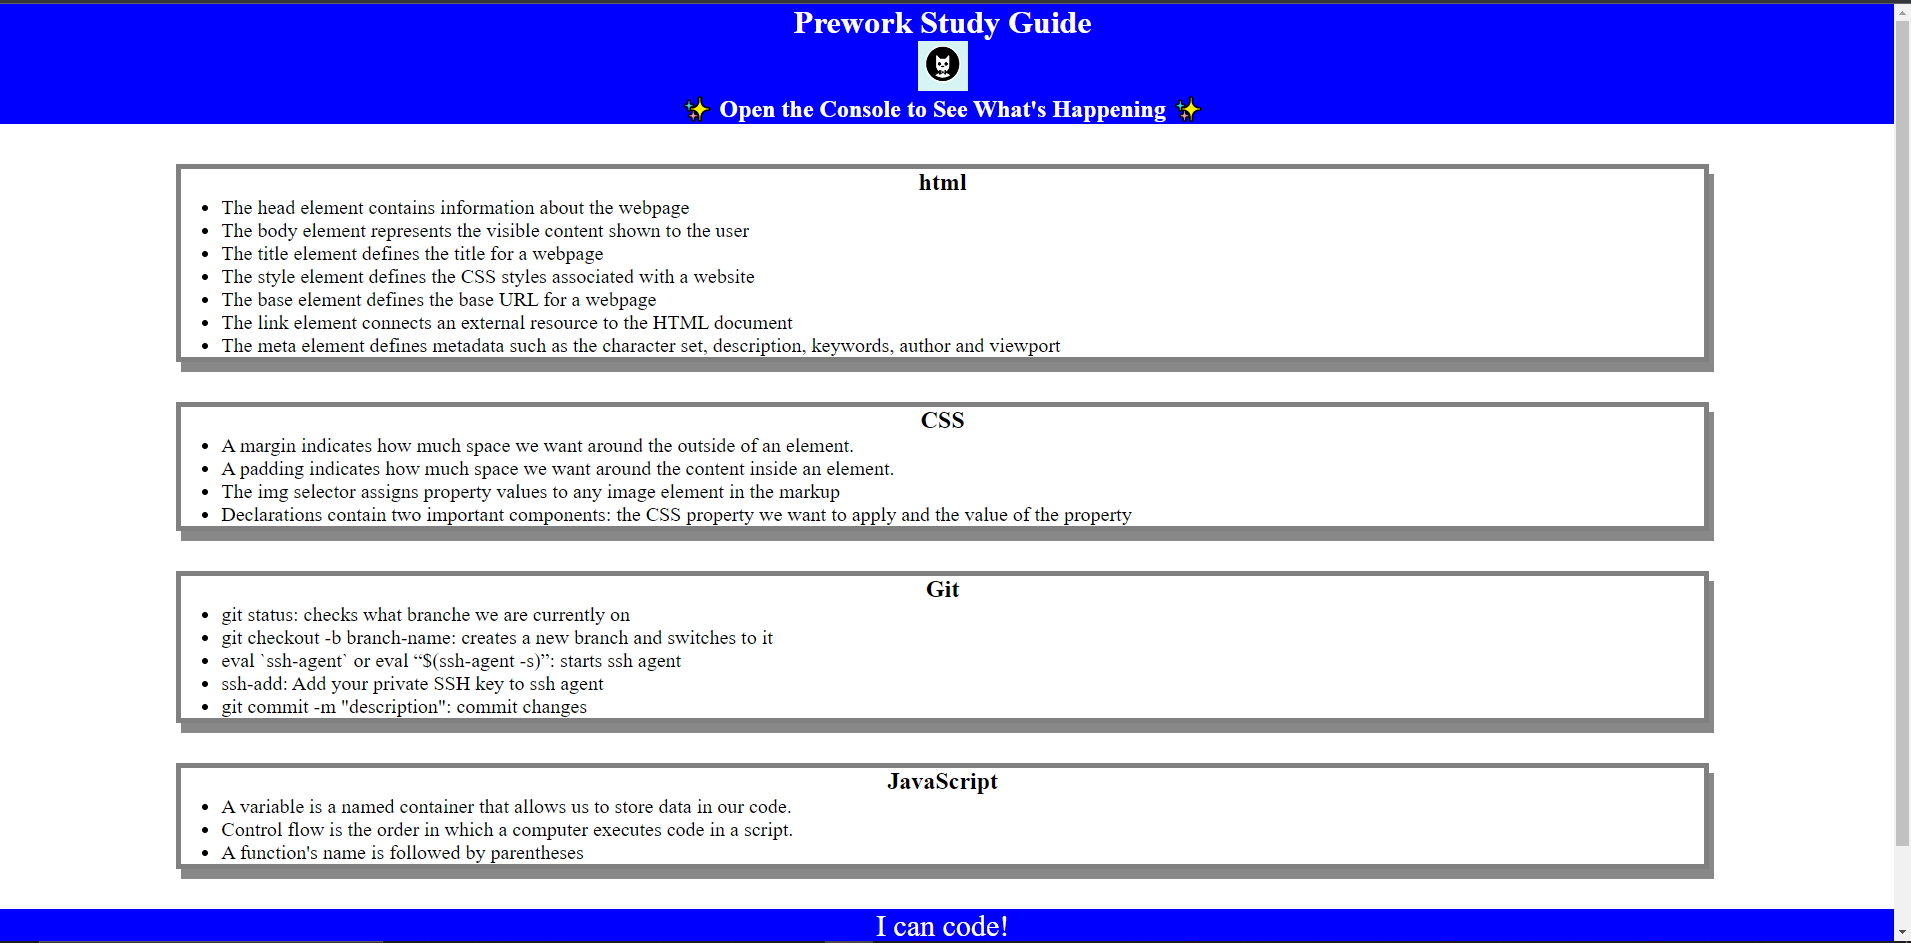 Prework Study Guide
✨ Open the Console to See What's Happening ✨
html
• The head element contains information about the webpage
• The body element represents the visible content shown to the user
• The title element defines the title for a webpage
• The style element defines the CSS styles associated with a website
• The base element defines the base URL for a webpage
• The link element connects an external resource to the HTML document
• The meta element defines metadata such as the character set, description, keywords, author and viewport
CSS
• A margin indicates how much space we want around the outside of an element.
• A padding indicates how much space we want around the content inside an element.
• The img selector assigns property values to any image element in the markup
• Declarations contain two important components: the CSS property we want to apply and the value of the property
Git
• git status: checks what branche we are currently on
• git checkout -b branch-name: creates a new branch and switches to it
• eval `ssh-agent` or eval “$(ssh-agent -s)”: starts ssh agent
• ssh-add: Add your private SSH key to ssh agent
• git commit -m "description": commit changes
JavaScript
• A variable is a named container that allows us to store data in our code.
• Control flow is the order in which a computer executes code in a script.
• A function's name is followed by parentheses
I can code!